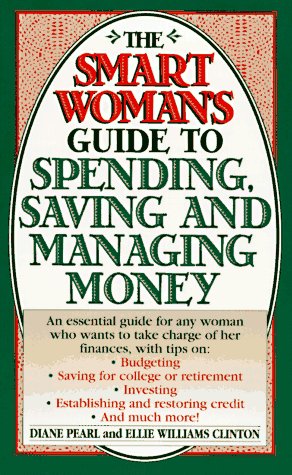 THE
SMART
WOMAN'S
GUIDE TO
SPENDING,
SAVING AND
MANAGING
MONEY
An essential guide for any woman
who wants to take charge of her
finances, with tips on:
• Budgeting
• Saving for college or retirement
• Investing
• Establishing and restoring credit
• And much more!
DIANE PEARL and ELLIE WILLIAMS CLINTON